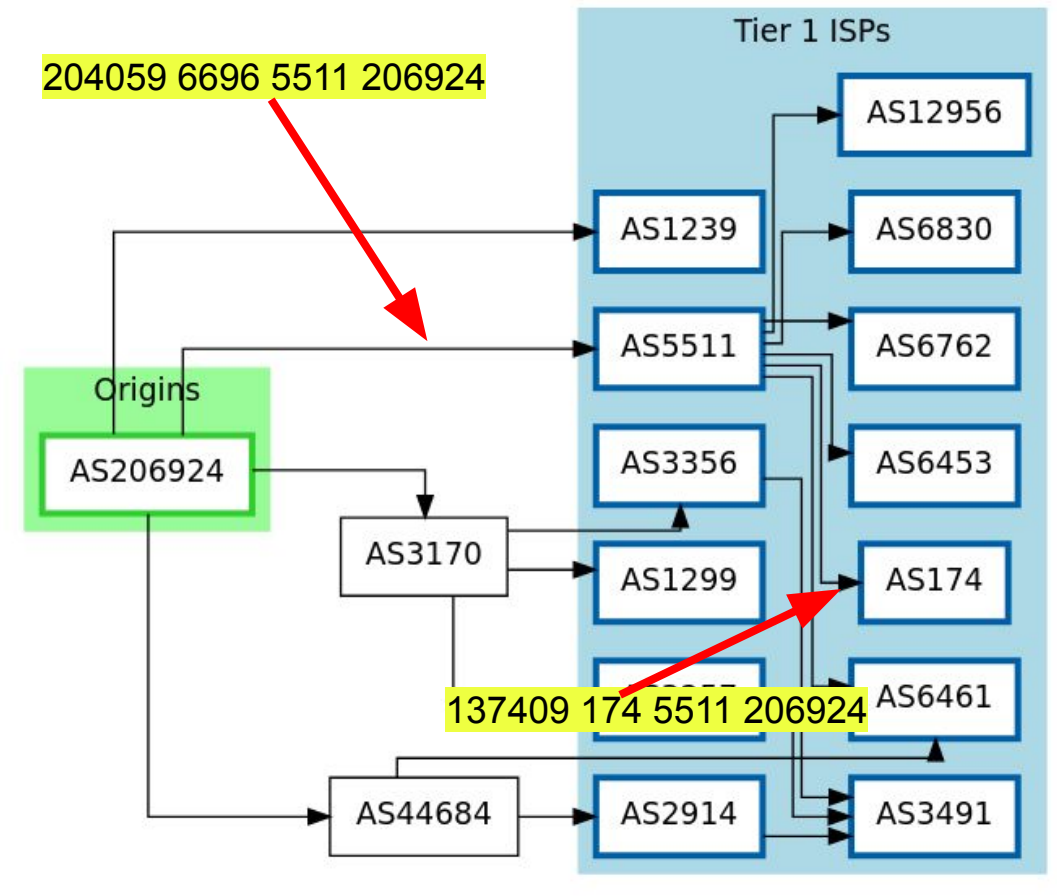 Tier 1 ISPs
204059 6696 5511 206924
AS12956
AS1239
AS6830
AS5511
AS6762
Origins
AS206924
AS3356
AS6453
AS3170
AS1299
AS174
137409 174 5511 206924
AS6461
AS44684
AS2914
AS3491